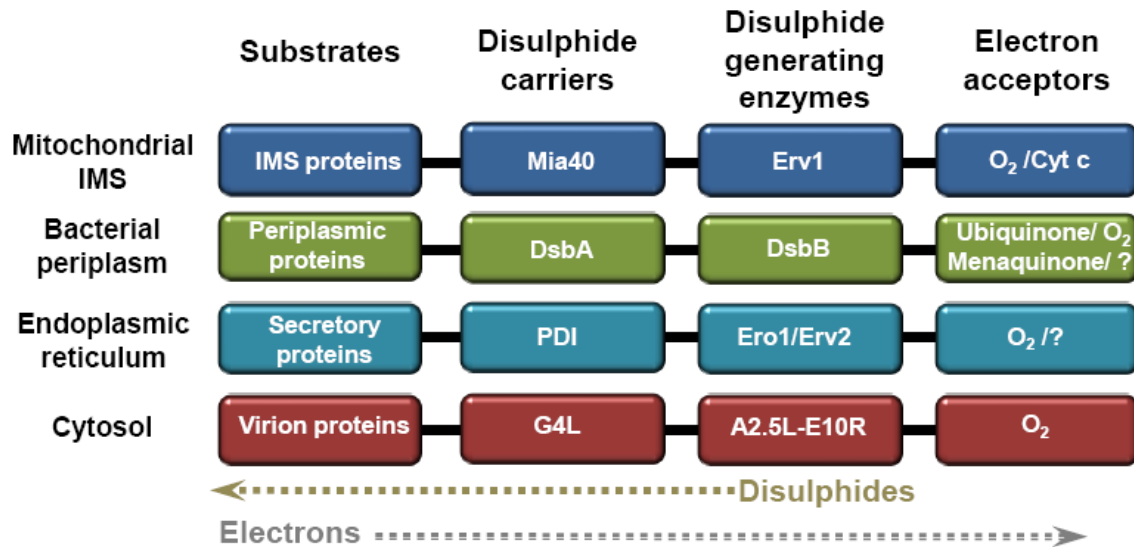 Substrates
Disulphide
carriers
Disulphide
generating
enzymes
Electron
acceptors
Mitochondrial
IMS
IMS proteins
Mia40
Erv1
O₂ /Cyt c
Bacterial
periplasm
Periplasmic
proteins
DsbA
DsbB
Ubiquinone/ O₂
Menaquinone/ ?
Endoplasmic
reticulum
Secretory
proteins
PDI
Ero1/Erv2
O₂ /?
Cytosol
Virion proteins
G4L
A2.5L-E10R
O₂
Disulphides
Electrons